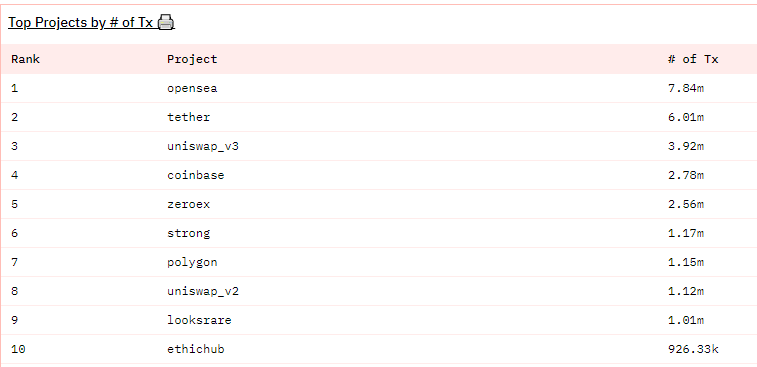 Top Projects by # of Tx 🖨
Rank Project # of Tx
1 opensea 7.84m
2 tether 6.01m
3 uniswap_v3 3.92m
4 coinbase 2.78m
5 zeroex 2.56m
6 strong 1.17m
7 polygon 1.15m
8 uniswap_v2 1.12m
9 looksrare 1.01m
10 ethichub 926.33k